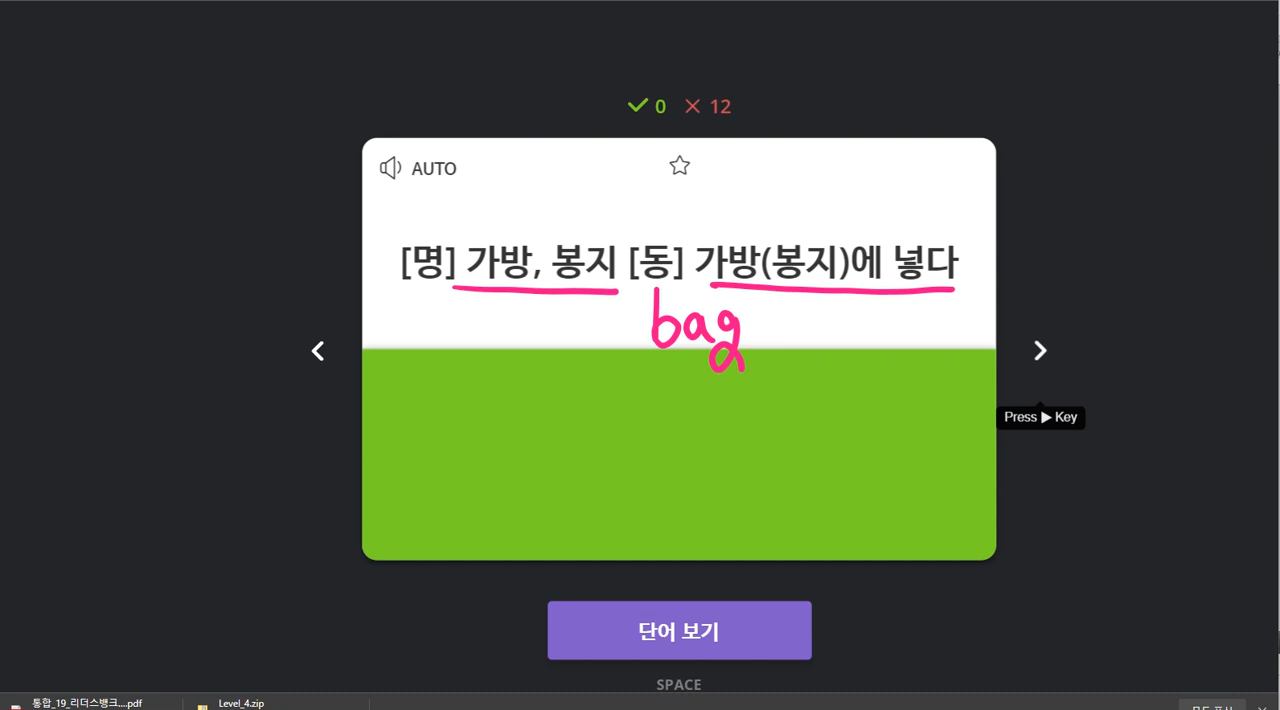 0 12
AUTO
[명] 가방, 봉지 [동] 가방(봉지)에 넣다
bag
Press ▶ Key
단어 보기
SPACE
통합_19_리더스뱅크....pdf Level_4.zip